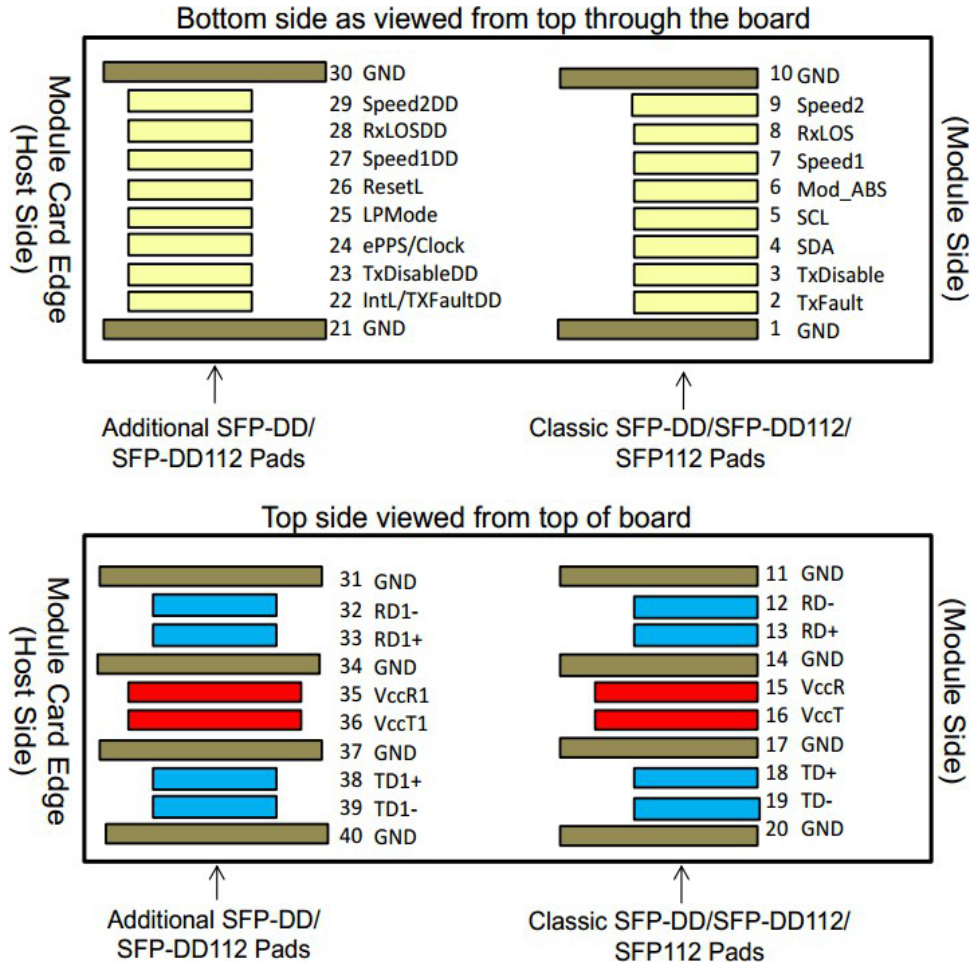 Bottom side as viewed from top through the board
Module Card Edge
(Host Side)
30 GND
29 Speed2DD
28 RxLOSDD
27 Speed1DD
26 ResetL
25 LPMode
24 ePPS/Clock
23 TxDisableDD
22 IntL/TXFaultDD
21 GND
10 GND
9 Speed2
8 RxLOS
7 Speed1
6 Mod_ABS
5 SCL
4 SDA
3 TxDisable
2 TxFault
1 GND
(Module Side)
Additional SFP-DD/
SFP-DD112 Pads
Classic SFP-DD/SFP-DD112/
SFP112 Pads
Top side viewed from top of board
Module Card Edge
(Host Side)
31 GND
32 RD1-
33 RD1+
34 GND
35 VccR1
36 VccT1
37 GND
38 TD1+
39 TD1-
40 GND
11 GND
12 RD-
13 RD+
14 GND
15 VccR
16 VccT
17 GND
18 TD+
19 TD-
20 GND
(Module Side)
Additional SFP-DD/
SFP-DD112 Pads
Classic SFP-DD/SFP-DD112/
SFP112 Pads